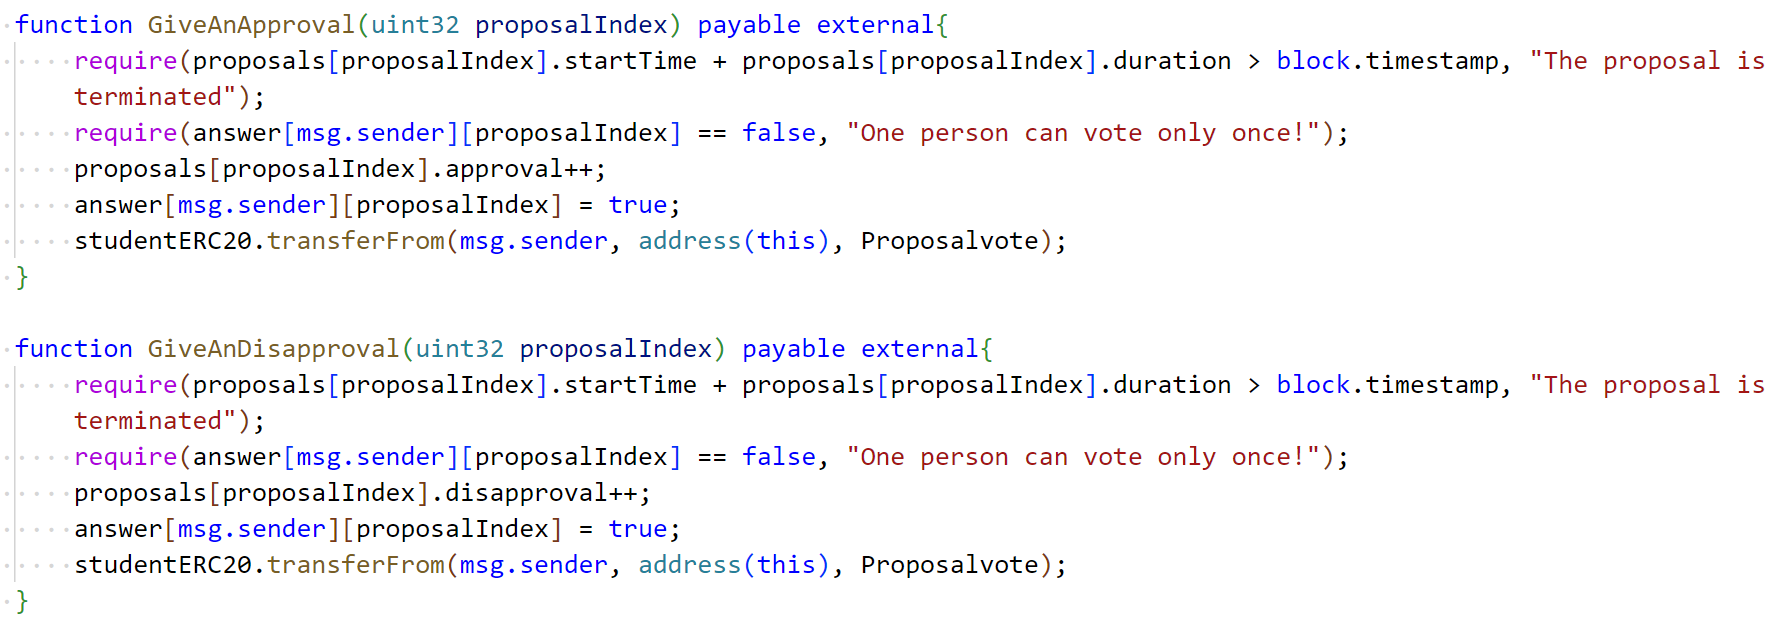 function GiveAnApproval(uint32 proposalIndex) payable external{
require(proposals[proposalIndex].startTime + proposals[proposalIndex].duration > block.timestamp, "The proposal is
terminated");
require(answer[msg.sender][proposalIndex] == false, "One person can vote only once!");
proposals[proposalIndex].approval++;
answer[msg.sender][proposalIndex] = true;
studentERC20.transferFrom(msg.sender, address(this), Proposalvote);
}
function GiveAnDisapproval(uint32 proposalIndex) payable external{
require(proposals[proposalIndex].startTime + proposals[proposalIndex].duration > block.timestamp, "The proposal is
terminated");
require(answer[msg.sender][proposalIndex] == false, "One person can vote only once!");
proposals[proposalIndex].disapproval++;
answer[msg.sender][proposalIndex] = true;
studentERC20.transferFrom(msg.sender, address(this), Proposalvote);
}